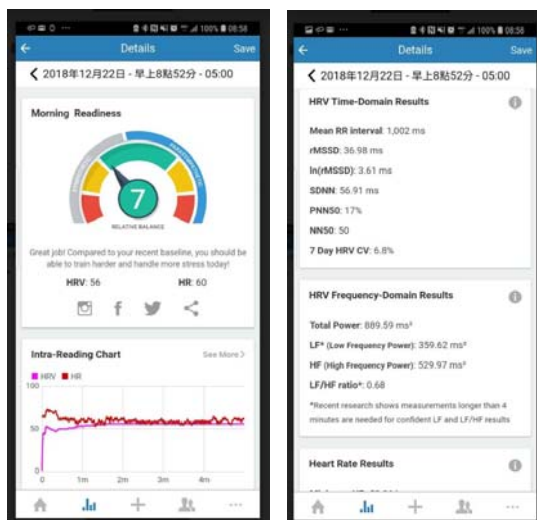 100% 08:58
Details
Save
2018年12月22日 - 早上8點52分 - 05:00
Morning Readiness
SYMPATHETIC
PARASYMPATHETIC
7
RELATIVE BALANCE
Great job! Compared to your recent baseline, you should be
able to train harder and handle more stress today!
HRV: 56
HR: 60
Intra-Reading Chart
See More >
HRV HR
100
50
0
0 1m 2m 3m 4m
100% 08:58
Details
Save
2018年12月22日 - 早上8點52分 - 05:00
HRV Time-Domain Results
Mean RR interval: 1,002 ms
rMSSD: 36.98 ms
ln(rMSSD): 3.61 ms
SDNN: 56.91 ms
PNN50: 17%
NN50: 50
7 Day HRV CV: 6.8%
HRV Frequency-Domain Results
Total Power: 889.59 ms²
LF* (Low Frequency Power): 359.62 ms²
HF (High Frequency Power): 529.97 ms²
LF/HF ratio*: 0.68
*Recent research shows measurements longer than 4
minutes are needed for confident LF and LF/HF results
Heart Rate Results